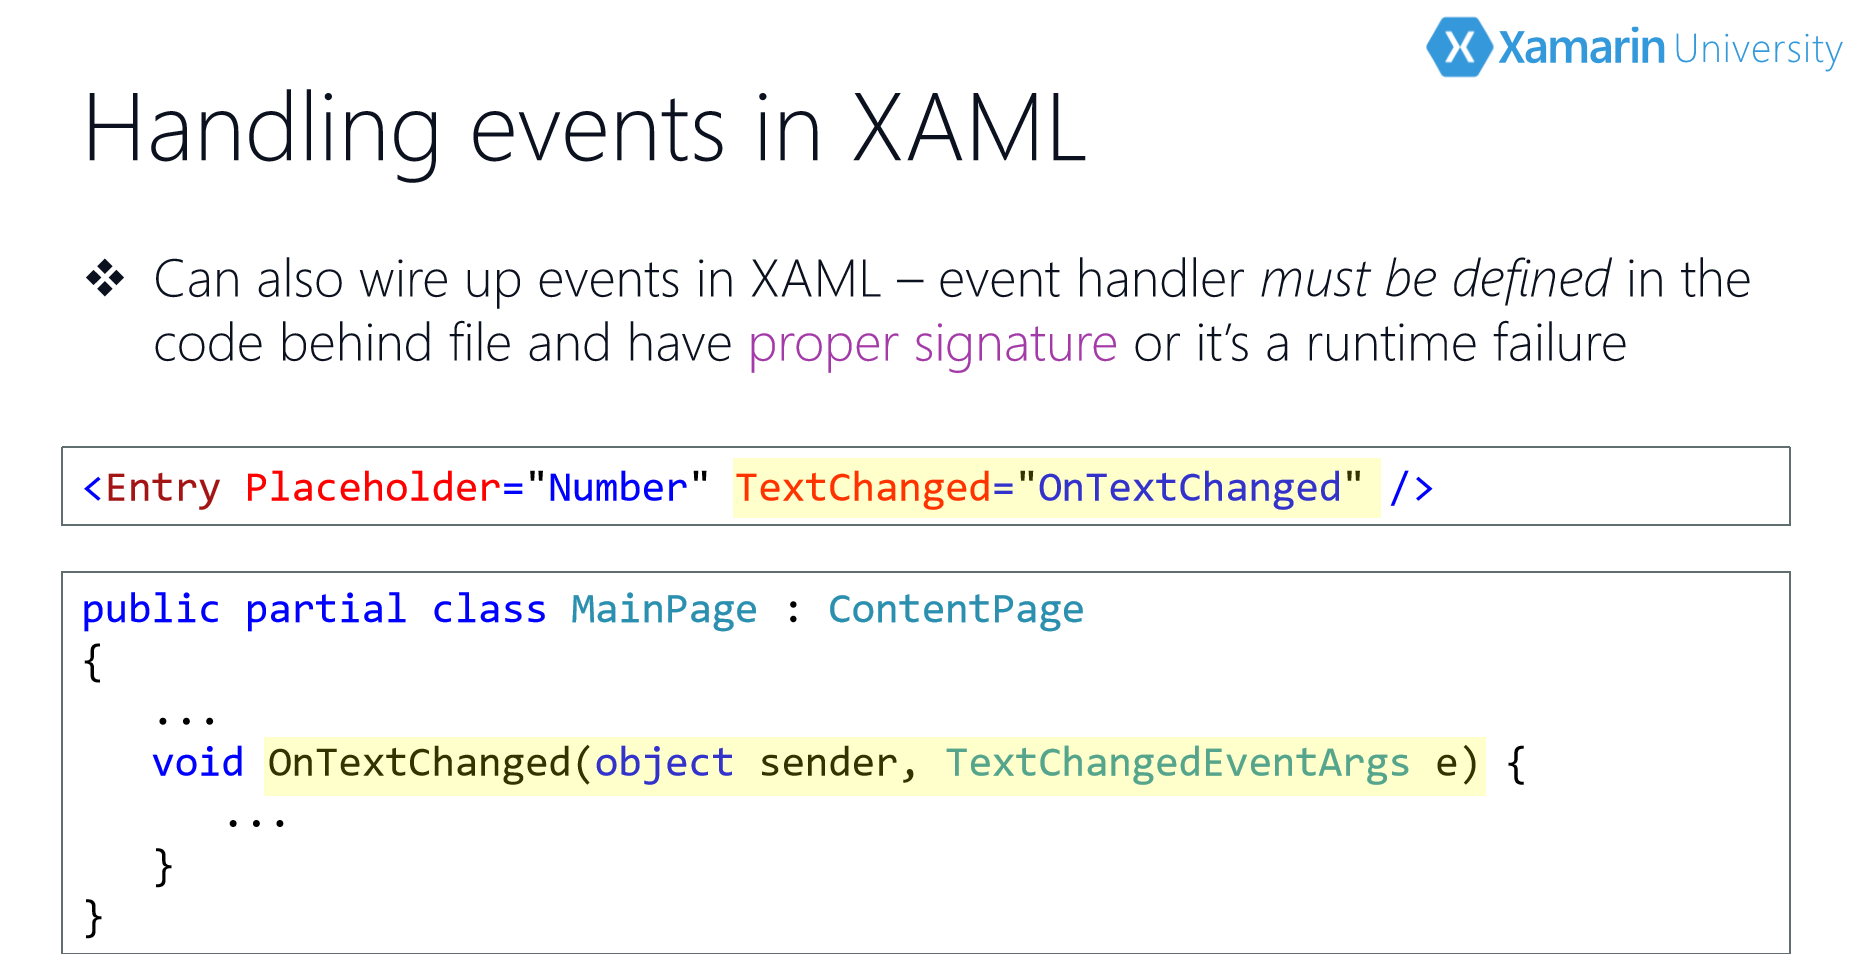 Xamarin University
Handling events in XAML
❖ Can also wire up events in XAML – event handler must be defined in the
code behind file and have proper signature or it’s a runtime failure
<Entry Placeholder="Number" TextChanged="OnTextChanged" />
public partial class MainPage : ContentPage
{
   ...
   void OnTextChanged(object sender, TextChangedEventArgs e) {
      ...
   }
}